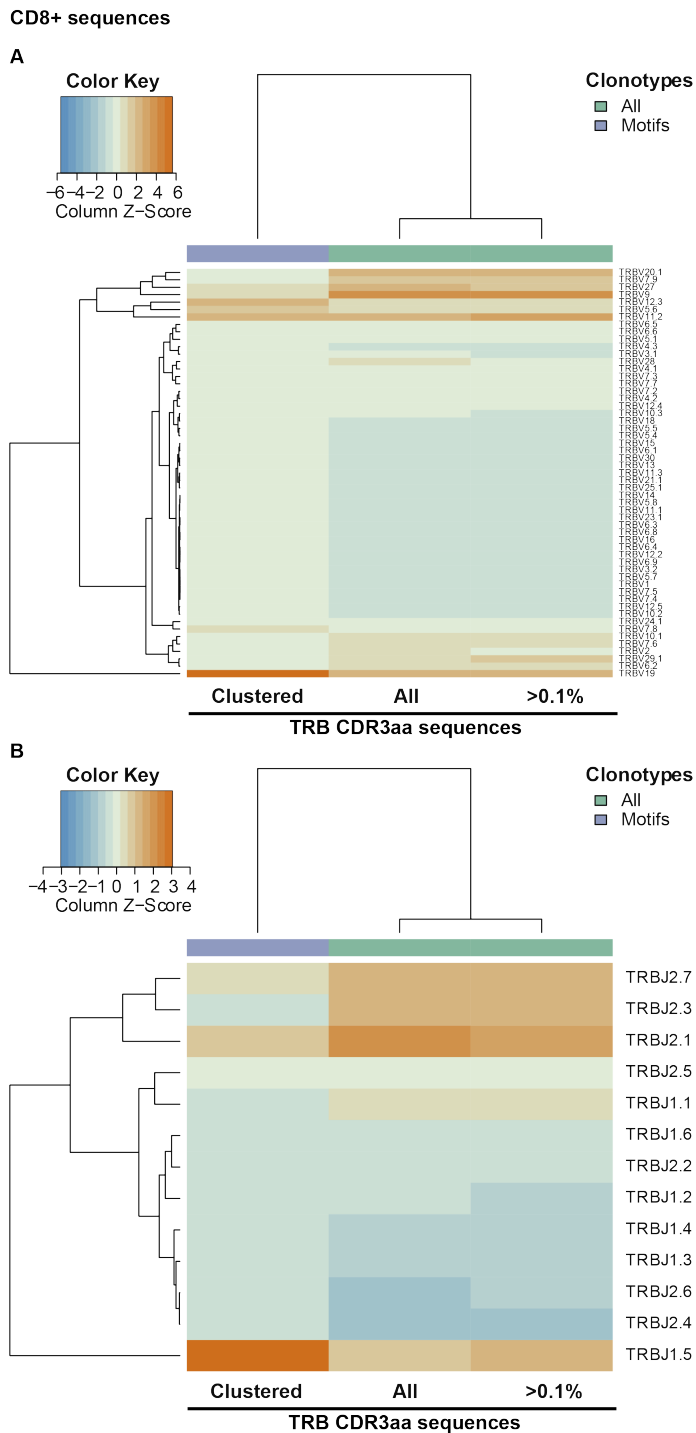 CD8+ sequences
A
Color Key
−6 −4 −2 0 2 4 6
Column Z−Score
Clonotypes
All
Motifs
TRBV20.1
TRBV7.9
TRBV27
TRBV9
TRBV12.3
TRBV5.6
TRBV11.2
TRBV6.5
TRBV6.6
TRBV5.1
TRBV4.3
TRBV3.1
TRBV28
TRBV4.1
TRBV7.3
TRBV7.7
TRBV7.2
TRBV4.2
TRBV12.4
TRBV10.3
TRBV18
TRBV5.5
TRBV5.4
TRBV15
TRBV6.1
TRBV30
TRBV13
TRBV11.3
TRBV21.1
TRBV25.1
TRBV14
TRBV5.8
TRBV11.1
TRBV23.1
TRBV6.3
TRBV6.8
TRBV16
TRBV6.4
TRBV12.2
TRBV6.9
TRBV3.2
TRBV5.7
TRBV1
TRBV7.5
TRBV7.4
TRBV12.5
TRBV10.2
TRBV24.1
TRBV7.8
TRBV10.1
TRBV7.6
TRBV2
TRBV29.1
TRBV6.2
TRBV19
Clustered All >0.1%
TRB CDR3aa sequences
B
Color Key
−4 −3 −2 −1 0 1 2 3 4
Column Z−Score
Clonotypes
All
Motifs
TRBJ2.7
TRBJ2.3
TRBJ2.1
TRBJ2.5
TRBJ1.1
TRBJ1.6
TRBJ2.2
TRBJ1.2
TRBJ1.4
TRBJ1.3
TRBJ2.6
TRBJ2.4
TRBJ1.5
Clustered All >0.1%
TRB CDR3aa sequences